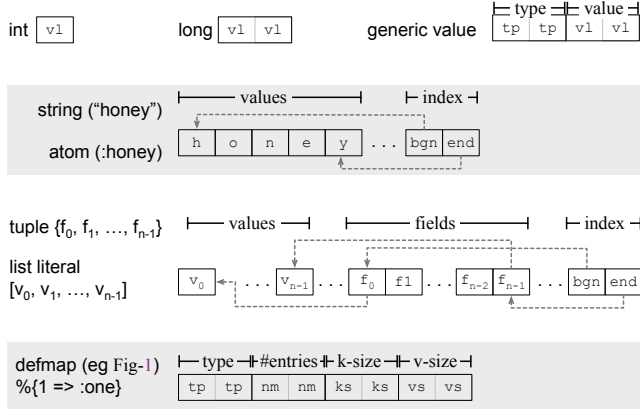 int vl long vl vl generic value type value tp tp vl vl
string ("honey") values index
atom (:honey) h o n e y ... bgn end
tuple {f0, f1, ..., fn-1} values fields index
list literal
[v0, v1, ..., vn-1] v0 ... vn-1 ... f0 f1 ... fn-2 fn-1 ... bgn end
defmap (eg Fig-1) type #entries k-size v-size
%{1 => :one} tp tp nm nm ks ks vs vs